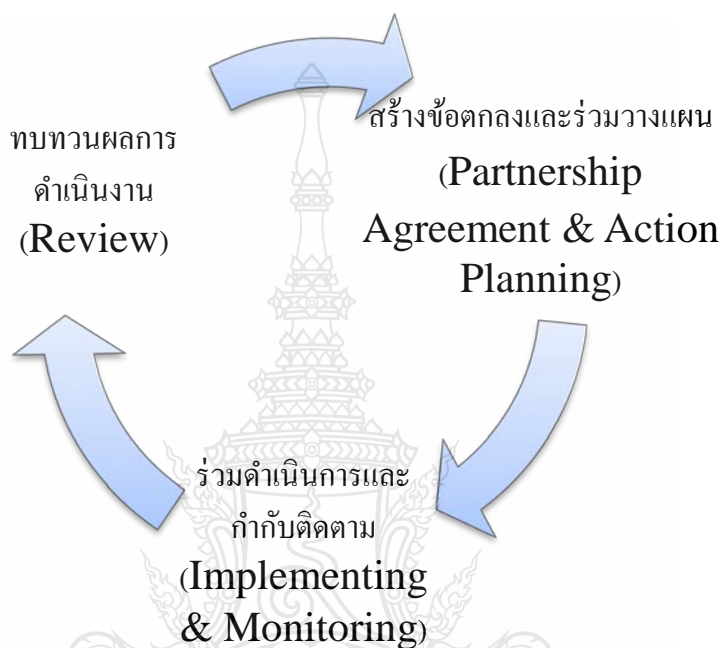 ทบทวนผลการ
ดำเนินงาน
(Review)
สร้างข้อตกลงและร่วมวางแผน
(Partnership
Agreement & Action
Planning)
ร่วมดำเนินการและ
กำกับติดตาม
(Implementing
& Monitoring)